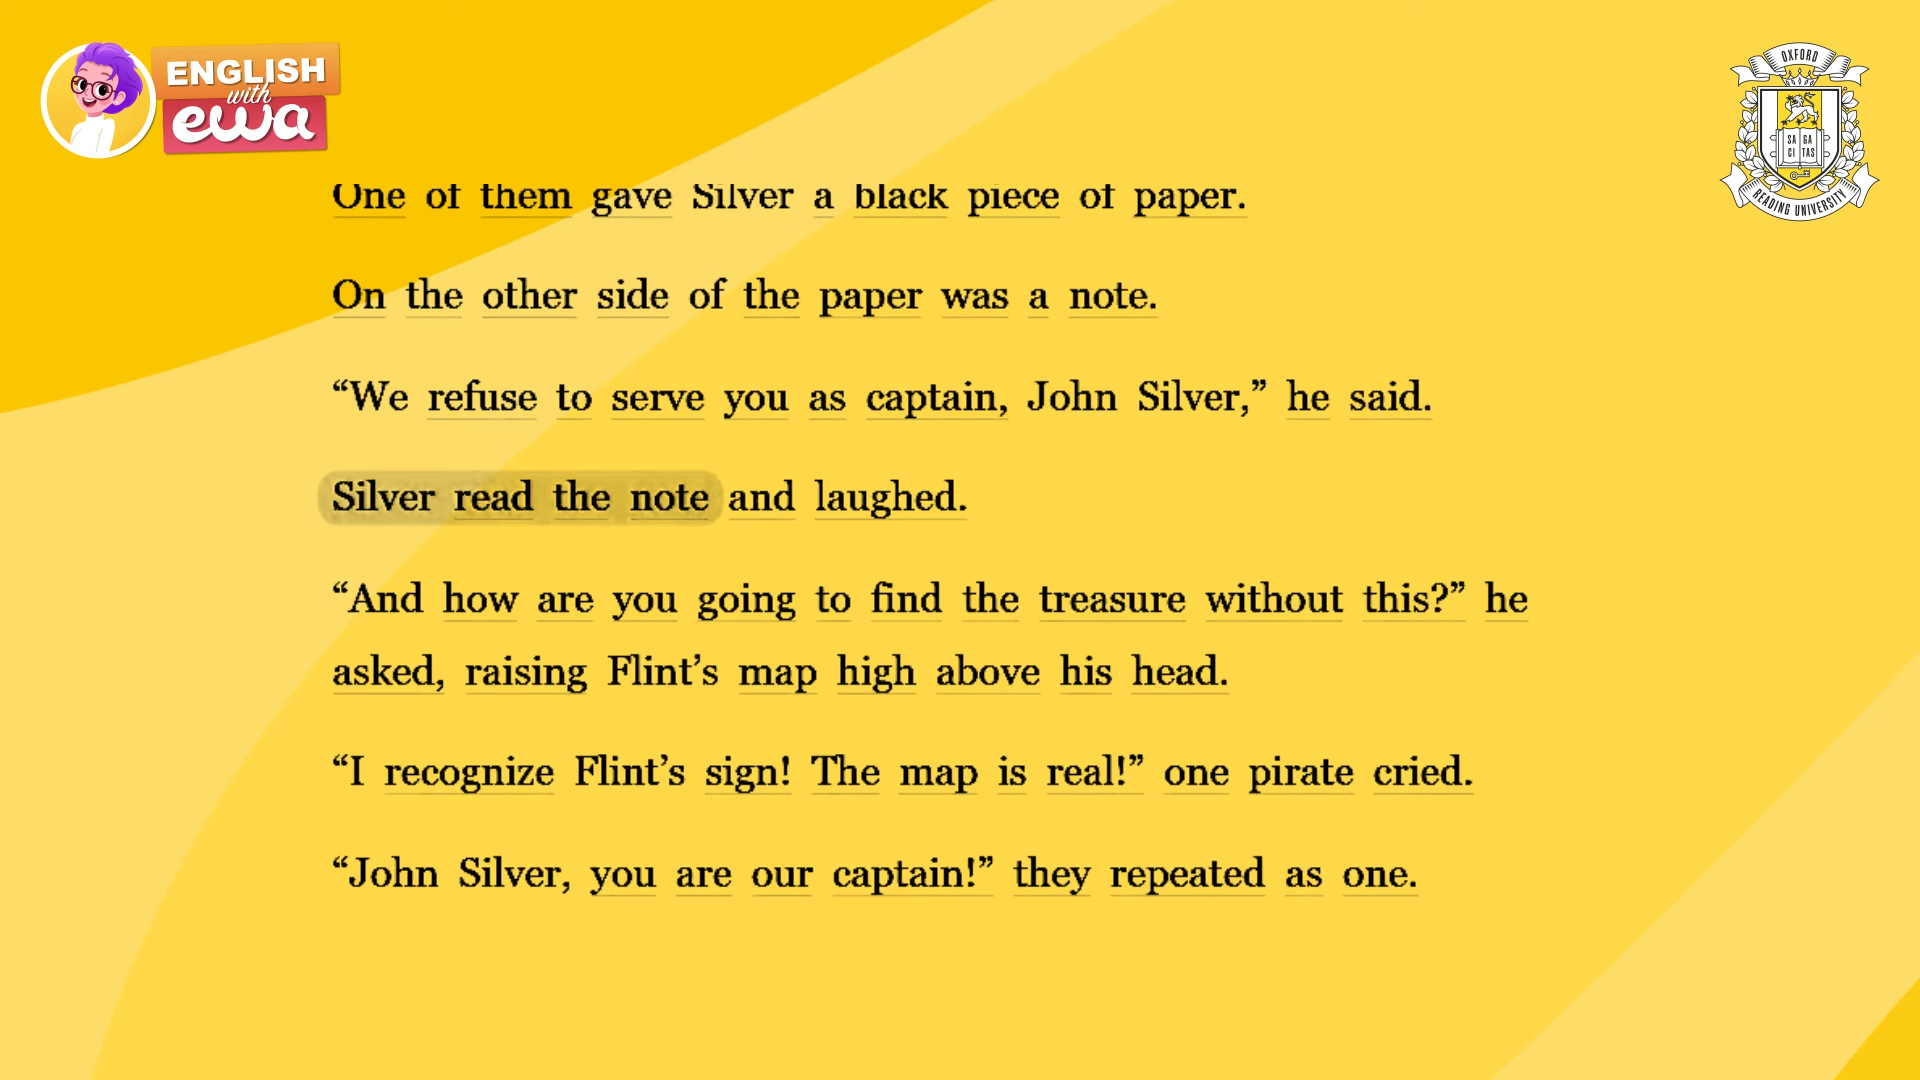 ENGLISH
with
ewa
OXFORD
SA GA
CI TAS
READING UNIVERSITY
One of them gave Silver a black piece of paper.
On the other side of the paper was a note.
“We refuse to serve you as captain, John Silver,” he said.
Silver read the note and laughed.
“And how are you going to find the treasure without this?” he
asked, raising Flint’s map high above his head.
“I recognize Flint’s sign! The map is real!” one pirate cried.
“John Silver, you are our captain!” they repeated as one.